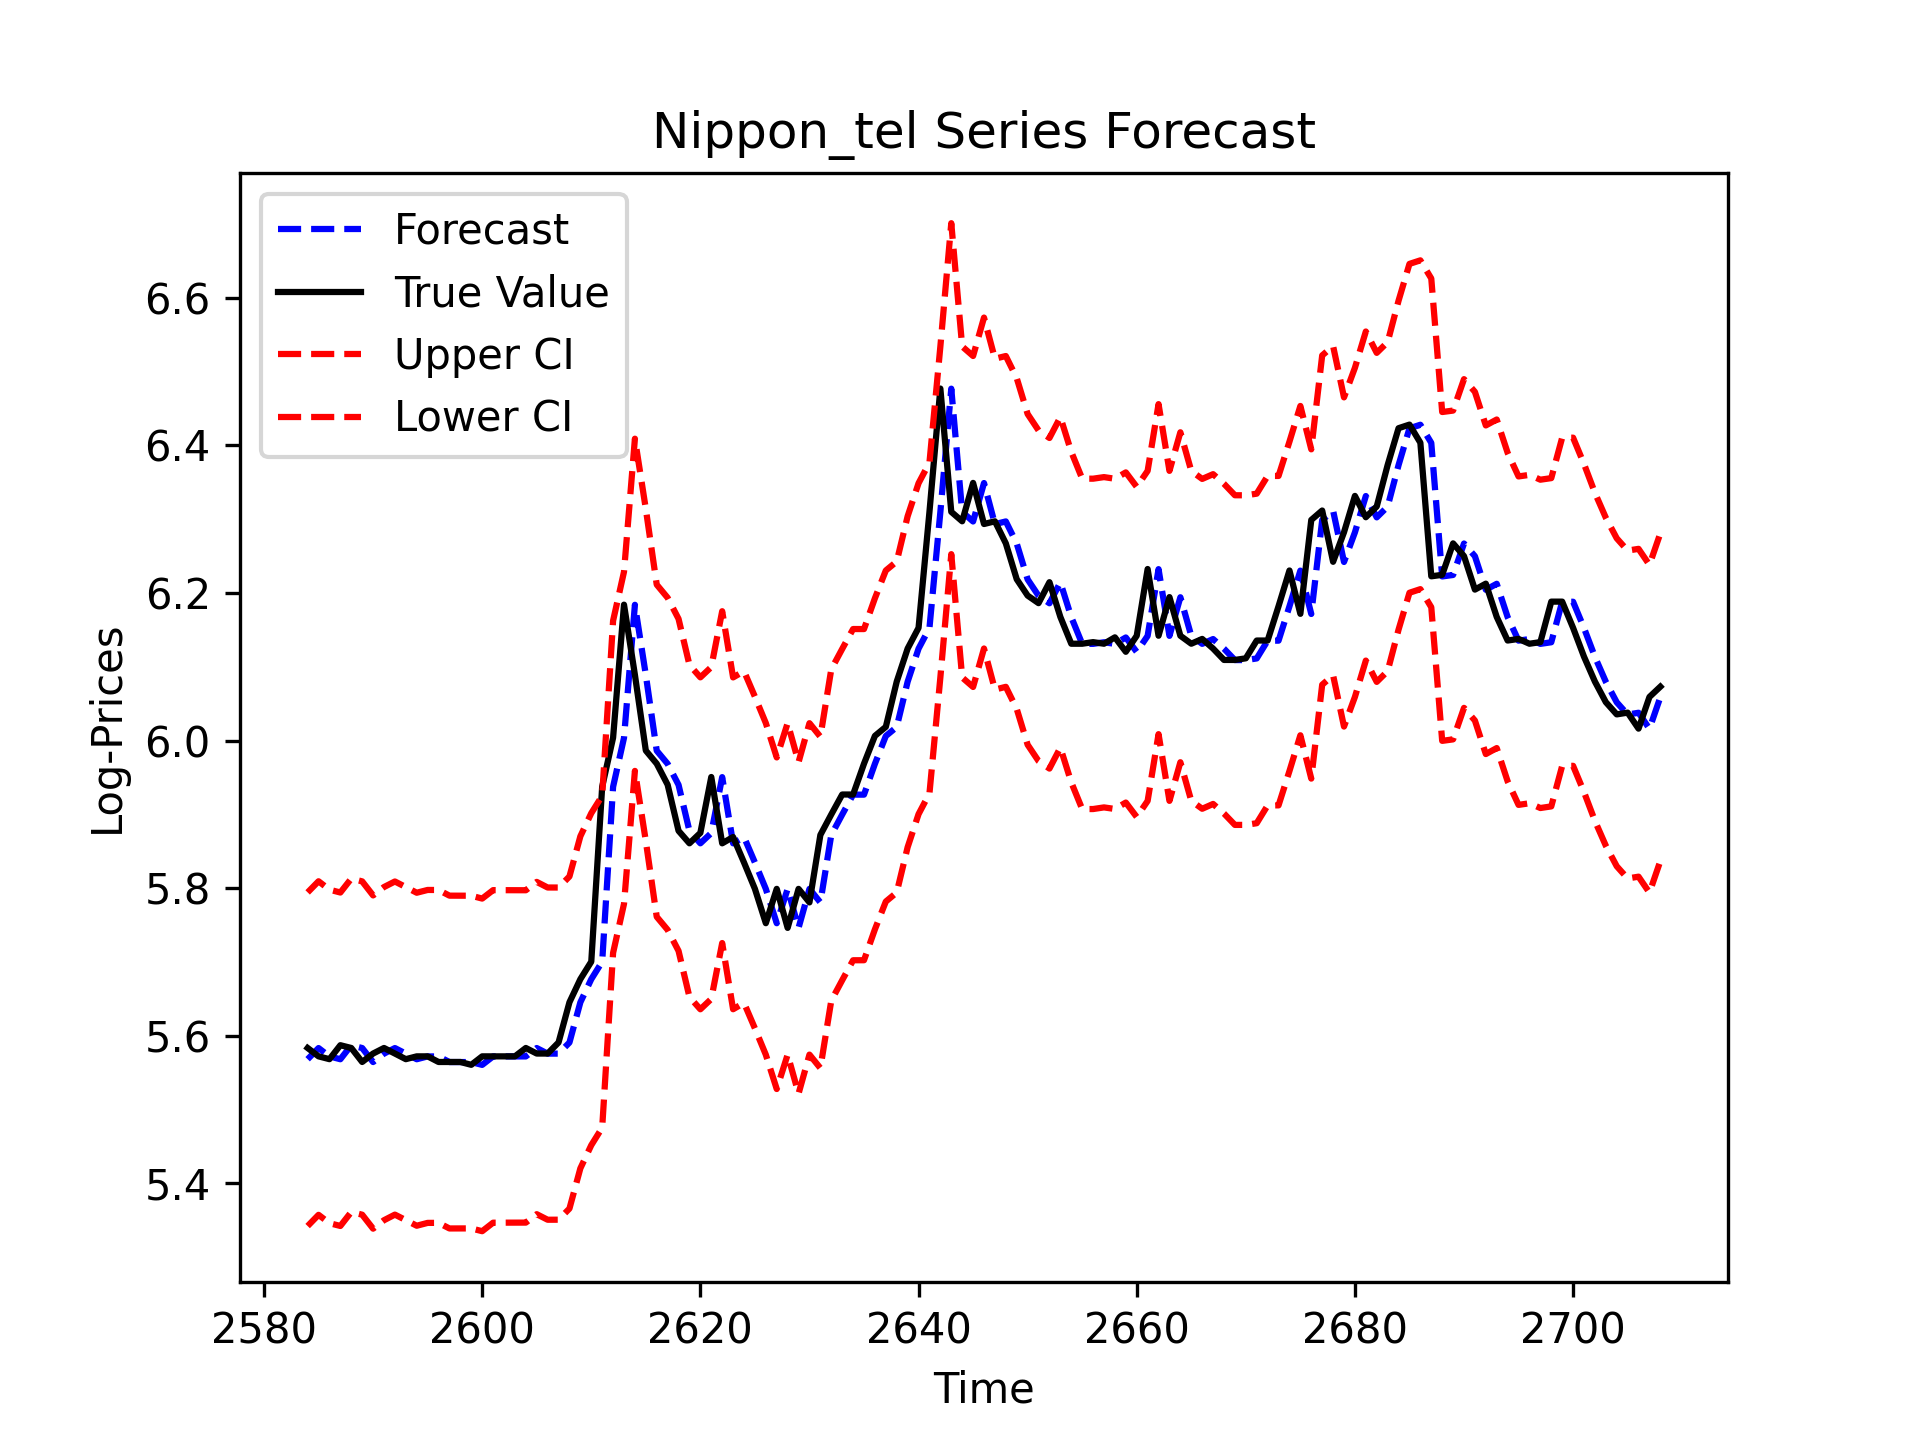 Nippon_tel Series Forecast
Forecast
True Value
Upper CI
Lower CI
Log-Prices
6.6
6.4
6.2
6.0
5.8
5.6
5.4
2580 2600 2620 2640 2660 2680 2700
Time